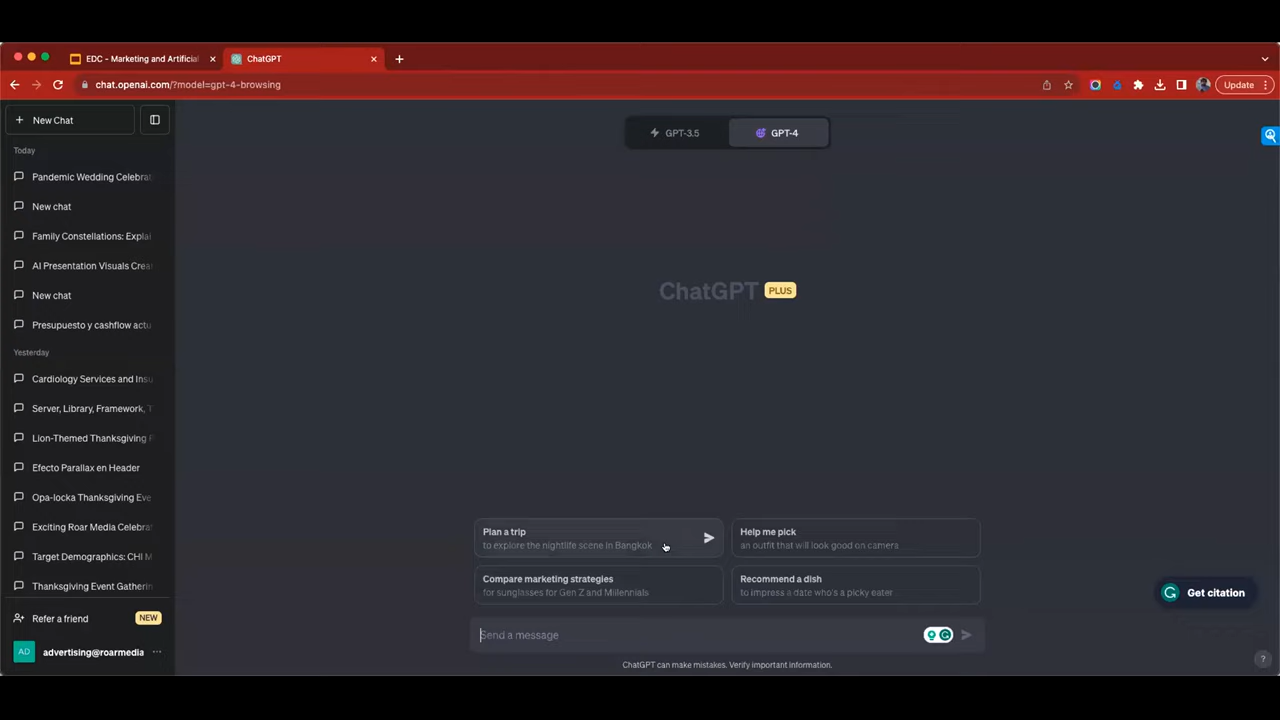 EDC - Marketing and Artificial
ChatGPT
chat.openai.com/?model=gpt-4-browsing
Update
New Chat
GPT-3.5
GPT-4
Today
Pandemic Wedding Celebrat
New chat
Family Constellations: Explai
AI Presentation Visuals Crea
New chat
Presupuesto y cashflow actu
Yesterday
Cardiology Services and Insu
Server, Library, Framework, T
Lion-Themed Thanksgiving P
Efecto Parallax en Header
Opa-locka Thanksgiving Eve
Exciting Roar Media Celebra
Target Demographics: CHI M
Thanksgiving Event Gatherin
Refer a friend
NEW
AD
advertising@roarmedia
ChatGPT PLUS
Plan a trip
to explore the nightlife scene in Bangkok
Help me pick
an outfit that will look good on camera
Compare marketing strategies
for sunglasses for Gen Z and Millennials
Recommend a dish
to impress a date who's a picky eater
Get citation
Send a message
ChatGPT can make mistakes. Verify important information.
?